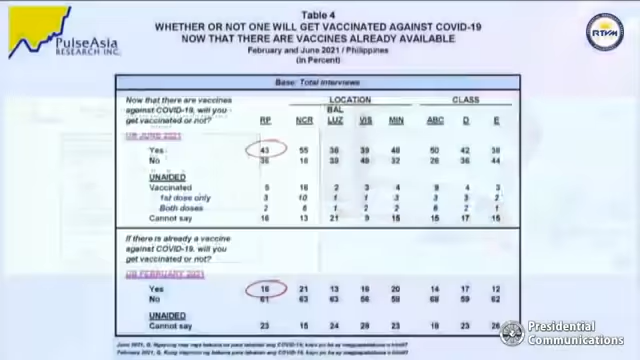 PulseAsia
RESEARCH INC.
Table 4
WHETHER OR NOT ONE WILL GET VACCINATED AGAINST COVID-19
NOW THAT THERE ARE VACCINES ALREADY AVAILABLE
February and June 2021 / Philippines
(In Percent)
RTVM
Base: Total Interviews
Now that there are vaccines
against COVID-19, will you
get vaccinated or not?
LOCATION
CLASS
RP NCR BAL LUZ VIS MIN ABC D E
UB JUNE 2021
Yes 43 55 36 39 48 50 42 38
No 36 16 39 49 32 26 36 44
UNAIDED
Vaccinated 5 16 2 3 4 9 4 3
1st dose only 3 10 1 1 3 3 3 2
Both doses 2 6 1 2 2 6 2 1
Cannot say 16 13 21 9 15 15 17 15
If there is already a vaccine
against COVID-19, will you
get vaccinated or not?
UB FEBRUARY 2021
Yes 16 21 13 16 20 14 17 12
No 61 63 63 56 59 68 59 62
UNAIDED
Cannot say 23 15 24 28 23 18 23 26
Presidential
Communications